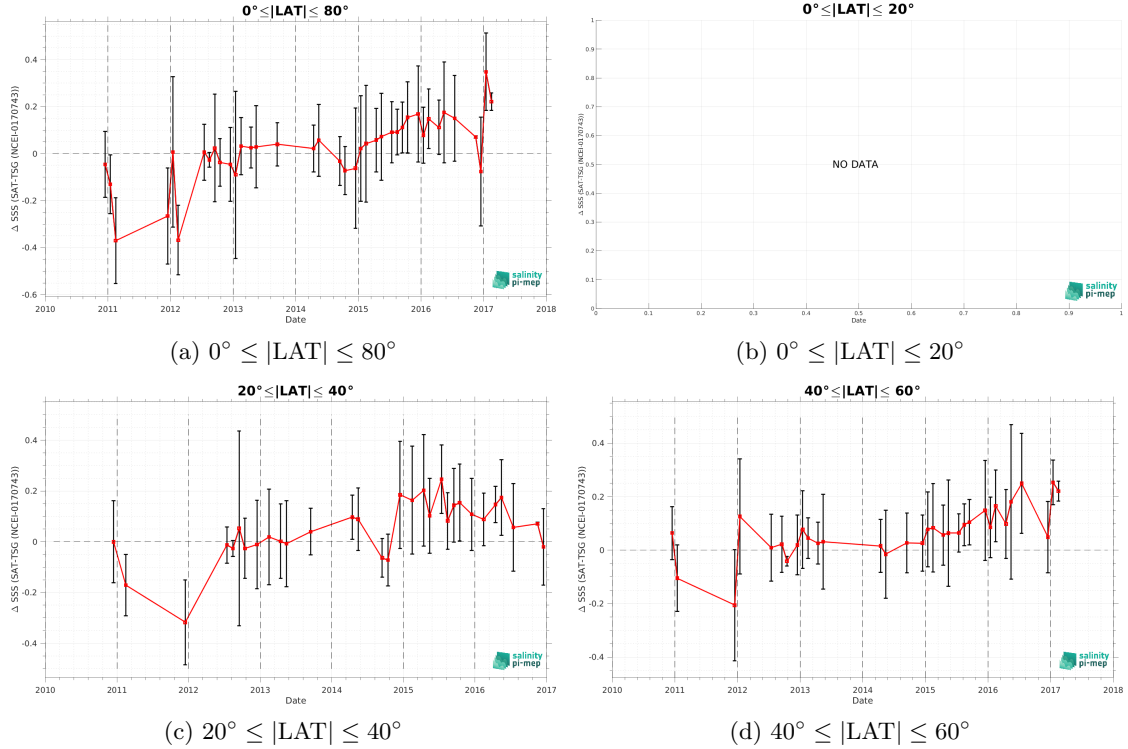 0°≤|LAT|≤ 80°
Δ SSS (SAT-TSG (NCEI-0170743))
0.4
0.2
0
-0.2
-0.4
-0.6
2010 2011 2012 2013 2014 2015 2016 2017 2018
Date
salinity
pi-mep
(a) 0° ≤ |LAT| ≤ 80°
0°≤|LAT|≤ 20°
Δ SSS (SAT-TSG (NCEI-0170743))
1
0.9
0.8
0.7
0.6
0.5
0.4
0.3
0.2
0.1
0
NO DATA
0 0.1 0.2 0.3 0.4 0.5 0.6 0.7 0.8 0.9 1
Date
salinity
pi-mep
(b) 0° ≤ |LAT| ≤ 20°
20°≤|LAT|≤ 40°
Δ SSS (SAT-TSG (NCEI-0170743))
0.4
0.2
0
-0.2
-0.4
2010 2011 2012 2013 2014 2015 2016 2017
Date
salinity
pi-mep
(c) 20° ≤ |LAT| ≤ 40°
40°≤|LAT|≤ 60°
Δ SSS (SAT-TSG (NCEI-0170743))
0.4
0.2
0
-0.2
-0.4
2010 2011 2012 2013 2014 2015 2016 2017 2018
Date
salinity
pi-mep
(d) 40° ≤ |LAT| ≤ 60°